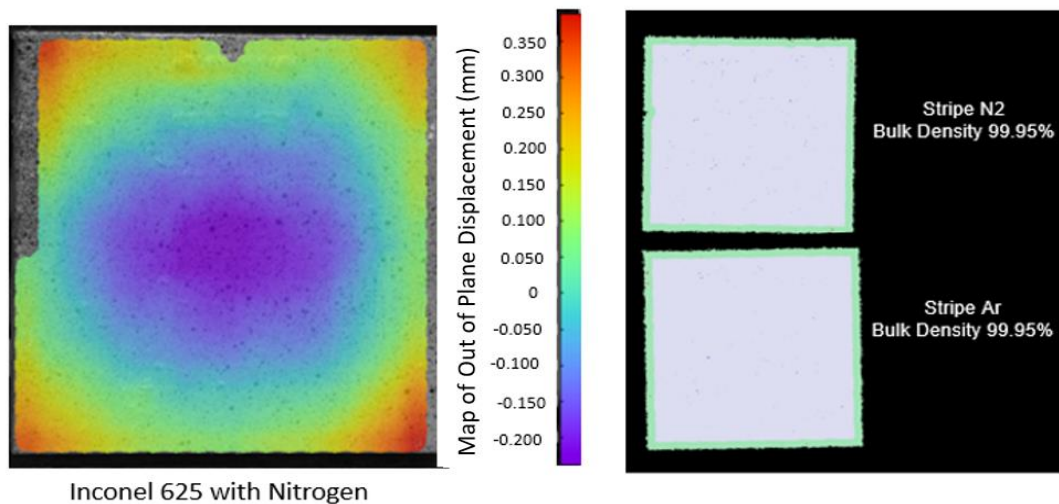 Map of Out of Plane Displacement (mm)
0.350
0.300
0.250
0.200
0.150
0.100
0.050
0
-0.050
-0.100
-0.150
-0.200
Inconel 625 with Nitrogen
Stripe N2
Bulk Density 99.95%
Stripe Ar
Bulk Density 99.95%